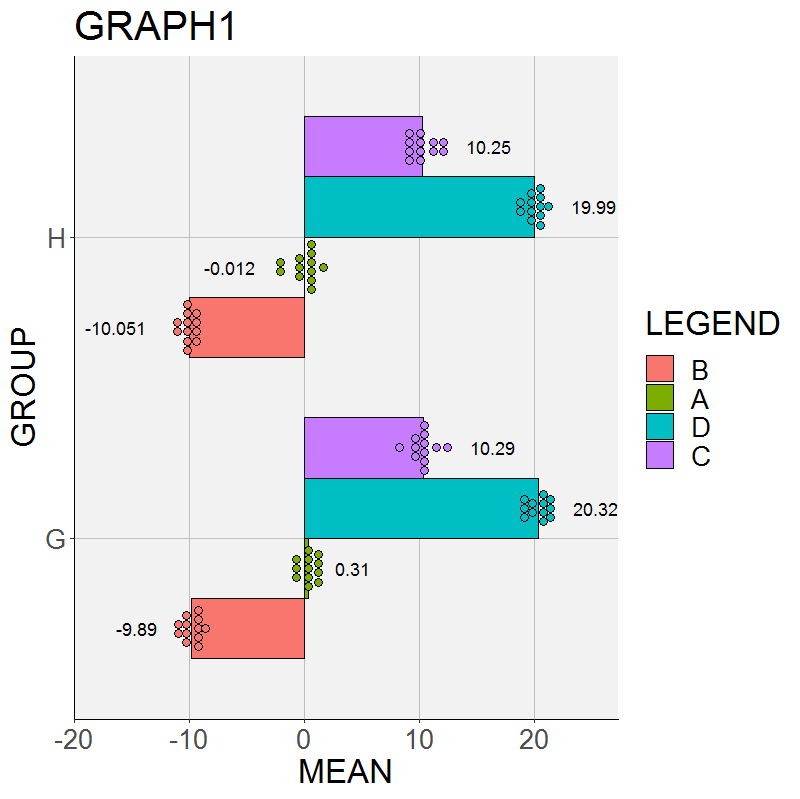 GRAPH1
10.25
19.99
H
-0.012
-10.051
10.29
20.32
G
0.31
-9.89
GROUP
-20 -10 0 10 20
MEAN
LEGEND
B
A
D
C